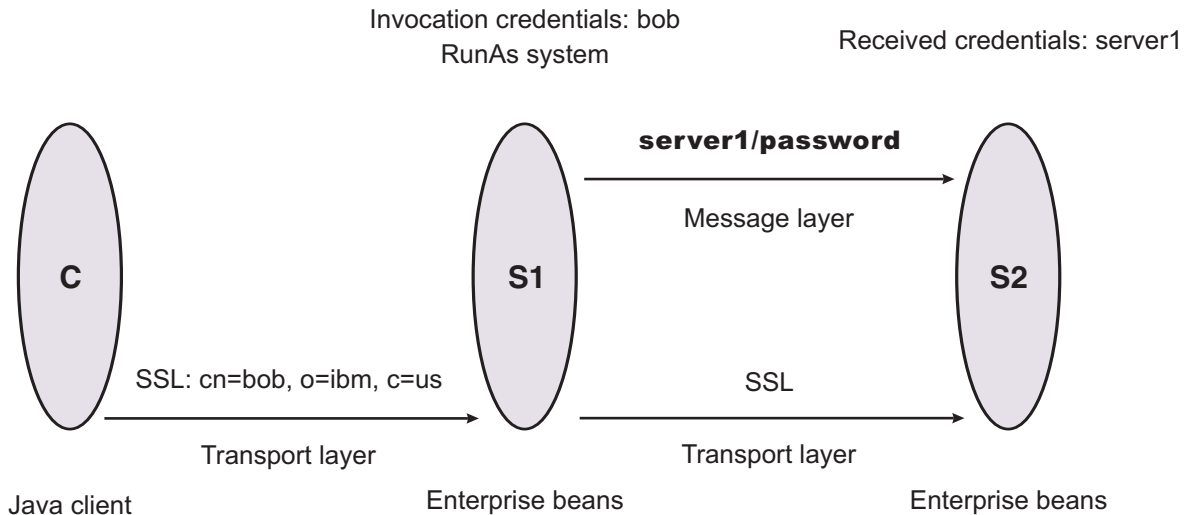 Invocation credentials: bob
RunAs system
Received credentials: server1
server1/password
Message layer
C
S1
S2
SSL: cn=bob, o=ibm, c=us
SSL
Transport layer
Transport layer
Java client
Enterprise beans
Enterprise beans